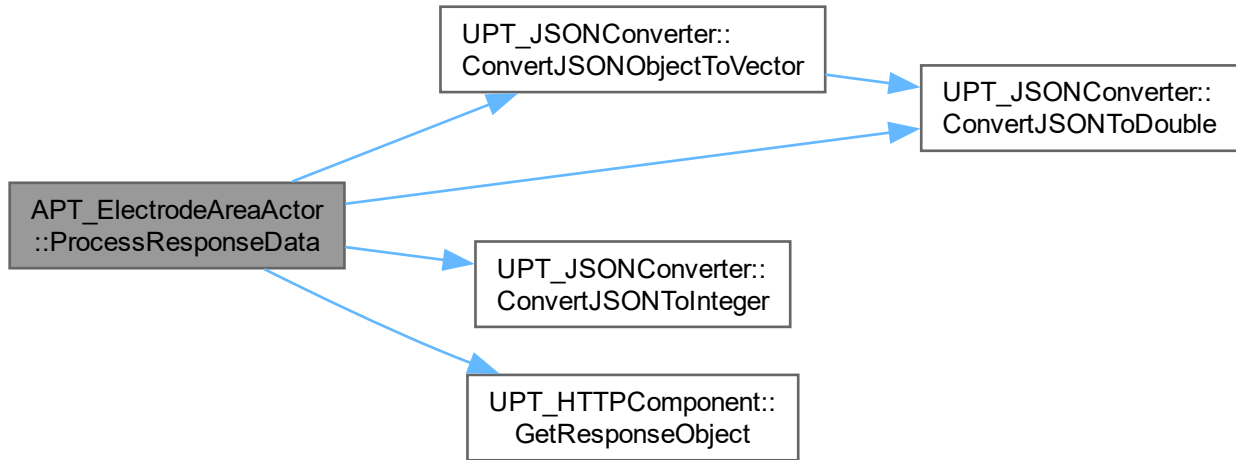 UPT_JSONConverter::
ConvertJSONObjectToVector
UPT_JSONConverter::
ConvertJSONToDouble
APT_ElectrodeAreaActor
::ProcessResponseData
UPT_JSONConverter::
ConvertJSONToInteger
UPT_HTTPComponent::
GetResponseObject